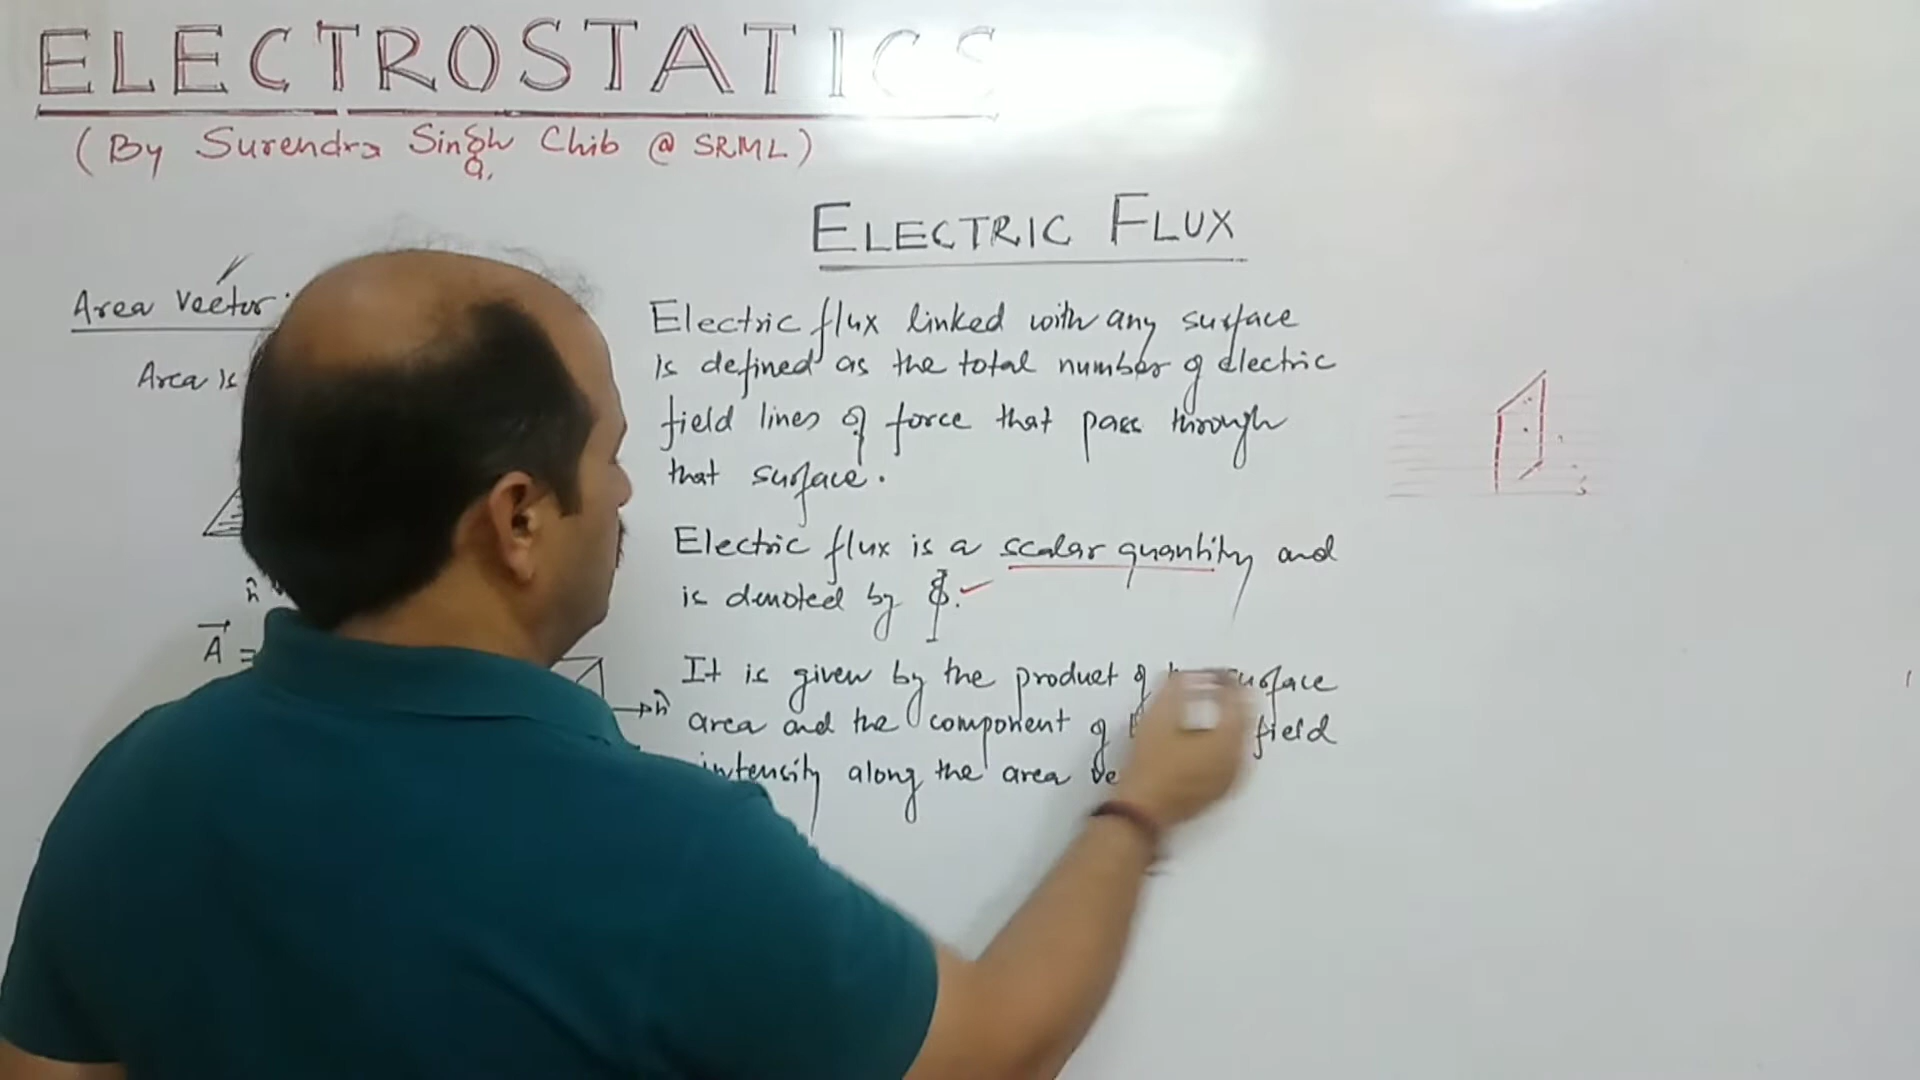 ELECTROSTATICS
(By Surendra Singh Chib @ SRML)
ELECTRIC FLUX
Area Vector:
Area is
n̂
A⃗ =
n̂
Electric flux linked with any surface
is defined as the total number of electric
field lines of force that pass through
that surface.
Electric flux is a scalar quantity and
is denoted by ϕ.
It is given by the product of surface
area and the component of field
intensity along the area